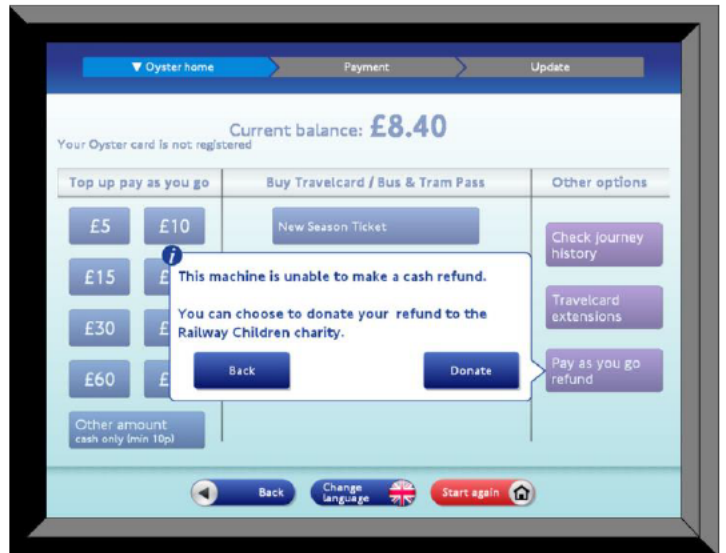 Oyster home
Payment
Update
Current balance: £8.40
Your Oyster card is not registered
Top up pay as you go
Buy Travelcard / Bus & Tram Pass
Other options
£5
£10
New Season Ticket
Check journey
history
£15
£
This machine is unable to make a cash refund.
You can choose to donate your refund to the
Railway Children charity.
Travelcard
extensions
£30
£
Back
Donate
Pay as you go
refund
£60
£
Other amount
cash only (min 10p)
Back
Change
language
Start again